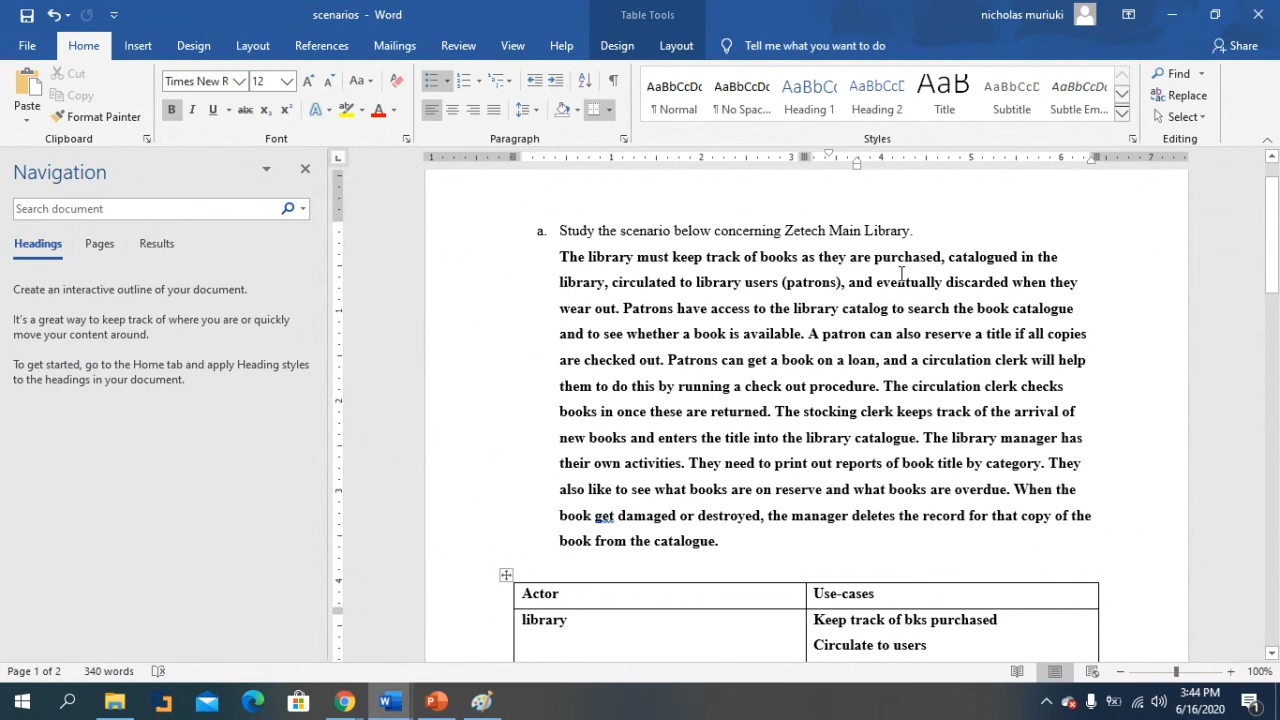 scenarios - Word
Table Tools
nicholas muriuki
File
Home
Insert
Design
Layout
References
Mailings
Review
View
Help
Design
Layout
Tell me what you want to do
Share
Paste
Cut
Copy
Format Painter
Clipboard
Times New R
12
Font
Paragraph
AaBbCcDc
¶ Normal
AaBbCcDc
¶ No Spac...
AaBbCc
Heading 1
AaBbCcD
Heading 2
AaB
Title
AaBbCcD
Subtitle
AaBbCcDc
Subtle Em...
Styles
Find
Replace
Select
Editing
Navigation
Search document
Headings
Pages
Results
Create an interactive outline of your document.
It's a great way to keep track of where you are or quickly
move your content around.
To get started, go to the Home tab and apply Heading styles
to the headings in your document.
a. Study the scenario below concerning Zetech Main Library.
The library must keep track of books as they are purchased, catalogued in the
library, circulated to library users (patrons), and eventually discarded when they
wear out. Patrons have access to the library catalog to search the book catalogue
and to see whether a book is available. A patron can also reserve a title if all copies
are checked out. Patrons can get a book on a loan, and a circulation clerk will help
them to do this by running a check out procedure. The circulation clerk checks
books in once these are returned. The stocking clerk keeps track of the arrival of
new books and enters the title into the library catalogue. The library manager has
their own activities. They need to print out reports of book title by category. They
also like to see what books are on reserve and what books are overdue. When the
book get damaged or destroyed, the manager deletes the record for that copy of the
book from the catalogue.
Actor
Use-cases
library
Keep track of bks purchased
Circulate to users
Page 1 of 2
340 words
100%
3:44 PM
6/16/2020